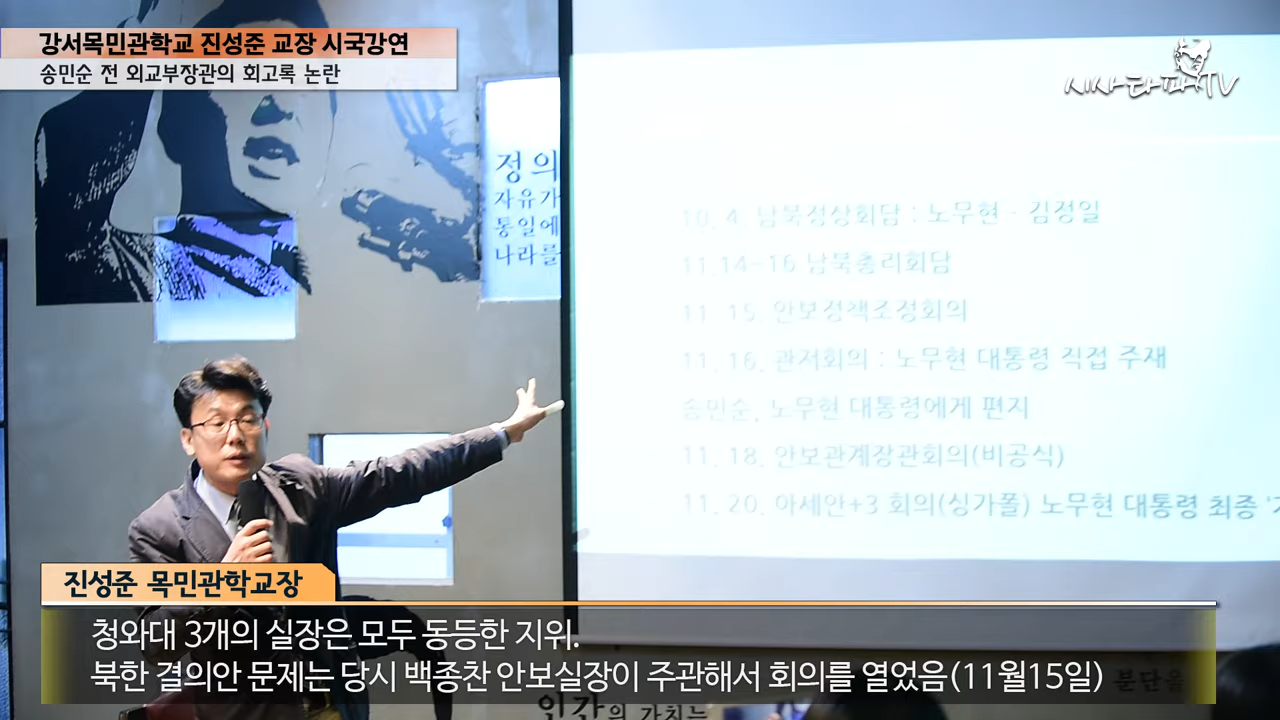 강서목민관학교 진성준 교장 시국강연
송민순 전 외교부장관의 회고록 논란
시사타파TV
정의
자유가
통일에
나라를
10. 4. 남북정상회담 : 노무현 - 김정일
11.14-16 남북총리회담
11. 15. 안보정책조정회의
11. 16. 관저회의 : 노무현 대통령 직접 주재
송민순, 노무현 대통령에게 편지
11. 18. 안보관계장관회의(비공식)
11. 20. 아세안+3 회의(싱가폴) 노무현 대통령 최종
진성준 목민관학교장
청와대 3개의 실장은 모두 동등한 지위.
북한 결의안 문제는 당시 백종찬 안보실장이 주관해서 회의를 열었음(11월15일)
분단을
인간의 가치는